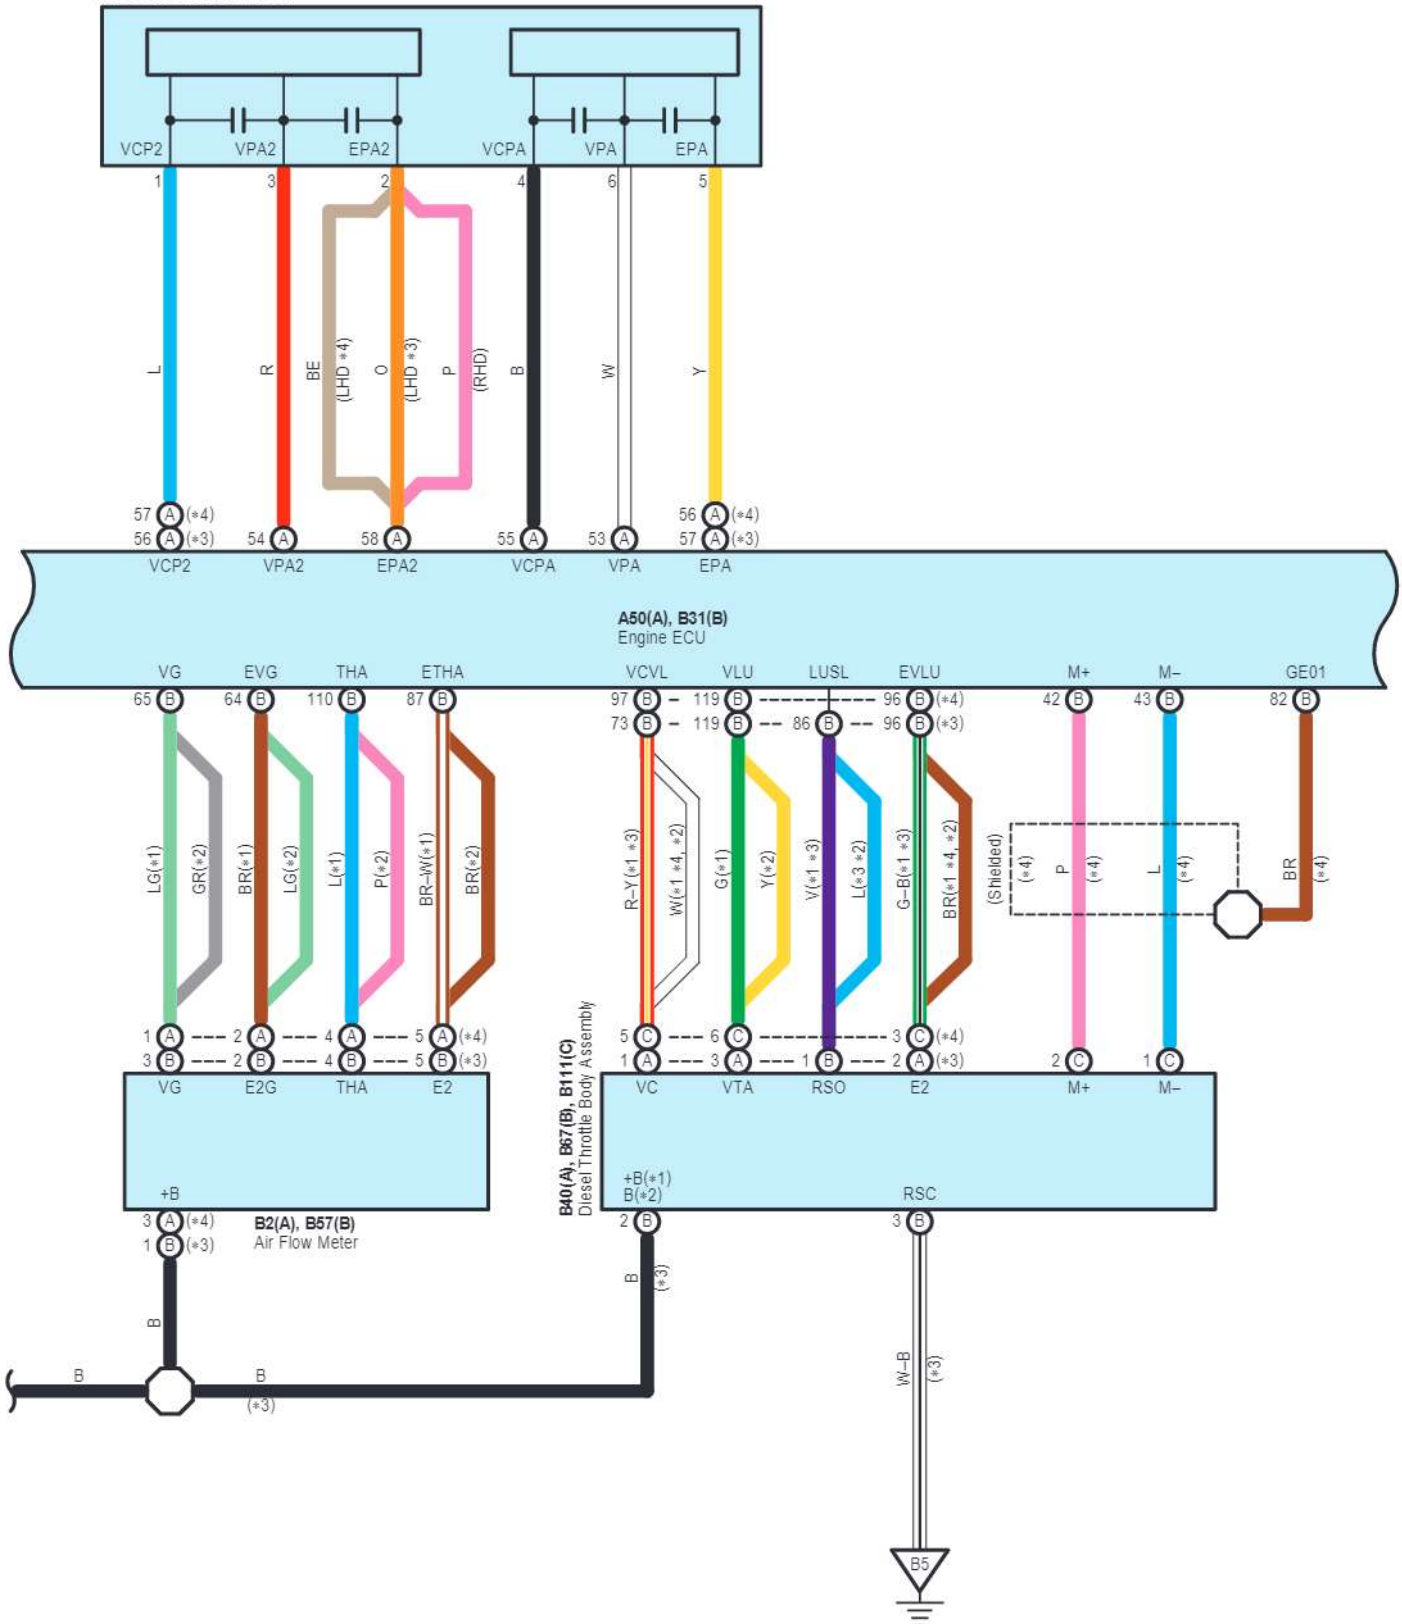 VCP2 VPA2 EPA2 VCPA VPA EPA
1 3 2 4 6 5
L
R
BE
(LHD *4)
O
(LHD *3)
P
(RHD)
B
W
Y
57 A (*4) 56 A (*4)
56 A (*3) 54 A 58 A 55 A 53 A 57 A (*3)
VCP2 VPA2 EPA2 VCPA VPA EPA
A50(A), B31(B)
Engine ECU
VG EVG THA ETHA VCVL VLU LUSL EVLU M+ M− GE01
65 B 64 B 110 B 87 B 97 B 119 B 96 B (*4) 42 B 43 B 82 B
73 B 119 B 86 B 96 B (*3)
LG(*1)
GR(*2)
BR(*1)
LG(*2)
L(*1)
P(*2)
BR−W(*1)
BR(*2)
R−Y(*1 *3)
W(*1 *4, *2)
G(*1)
Y(*2)
V(*1 *3)
L(*3 *2)
G−B(*1 *3)
BR(*1 *4, *2)
(Shielded)
(*4)
P
(*4)
L
(*4)
BR
(*4)
1 A 2 A 4 A 5 A (*4) 5 C 6 C 3 C (*4)
3 B 2 B 4 B 5 B (*3) 1 A 3 A 1 B 2 A (*3) 2 C 1 C
VG E2G THA E2 VC VTA RSO E2 M+ M−
B40(A), B67(B), B111(C)
Diesel Throttle Body Assembly
+B +B(*1)
B(*2) RSC
3 A (*4) 2 B 3 B
1 B (*3)
B2(A), B57(B)
Air Flow Meter
B
B
(*3)
B B
(*3)
W−B
(*3)
B5